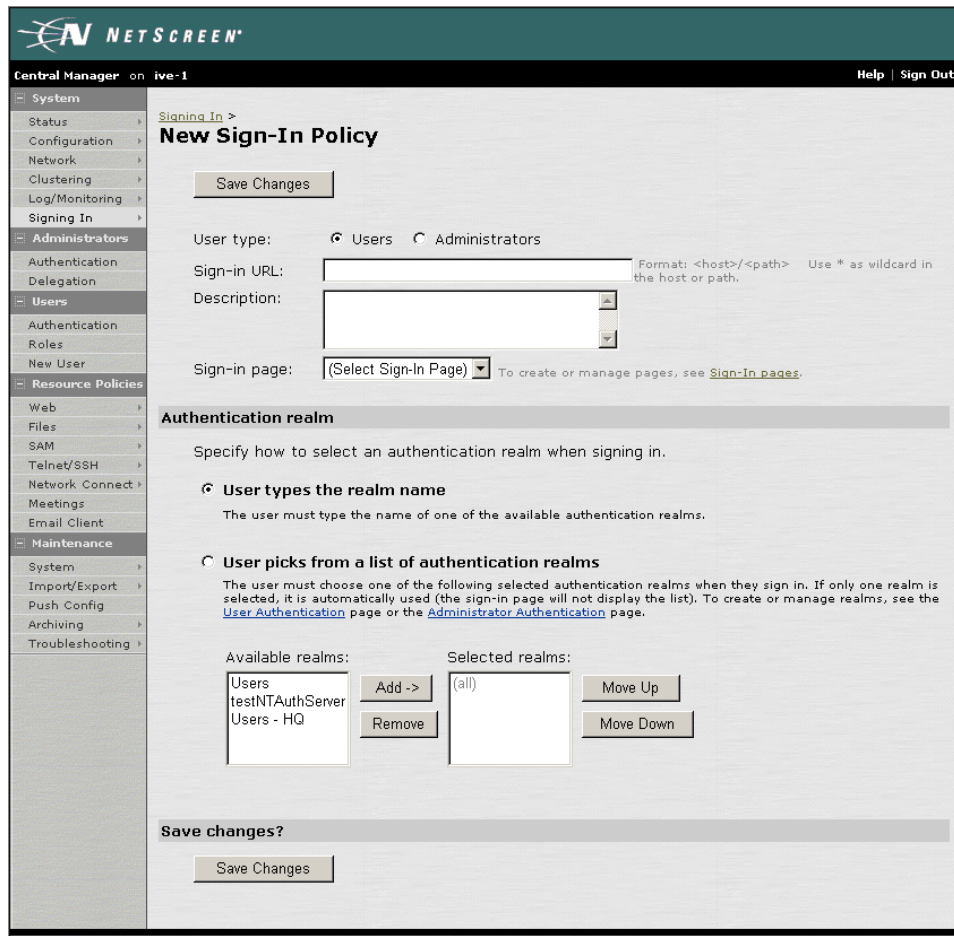 NETSCREEN
Central Manager on ive-1
Help | Sign Out
System
Status
Configuration
Network
Clustering
Log/Monitoring
Signing In
Administrators
Authentication
Delegation
Users
Authentication
Roles
New User
Resource Policies
Web
Files
SAM
Telnet/SSH
Network Connect
Meetings
Email Client
Maintenance
System
Import/Export
Push Config
Archiving
Troubleshooting
Signing In >
New Sign-In Policy
Save Changes
User type: Users Administrators
Sign-in URL: Format: <host>/<path> Use * as wildcard in
the host or path.
Description:
Sign-in page: (Select Sign-In Page) To create or manage pages, see Sign-In pages.
Authentication realm
Specify how to select an authentication realm when signing in.
User types the realm name
The user must type the name of one of the available authentication realms.
User picks from a list of authentication realms
The user must choose one of the following selected authentication realms when they sign in. If only one realm is
selected, it is automatically used (the sign-in page will not display the list). To create or manage realms, see the
User Authentication page or the Administrator Authentication page.
Available realms: Selected realms:
Users
testNTAuthServer
Users - HQ
Add ->
Remove
(all)
Move Up
Move Down
Save changes?
Save Changes